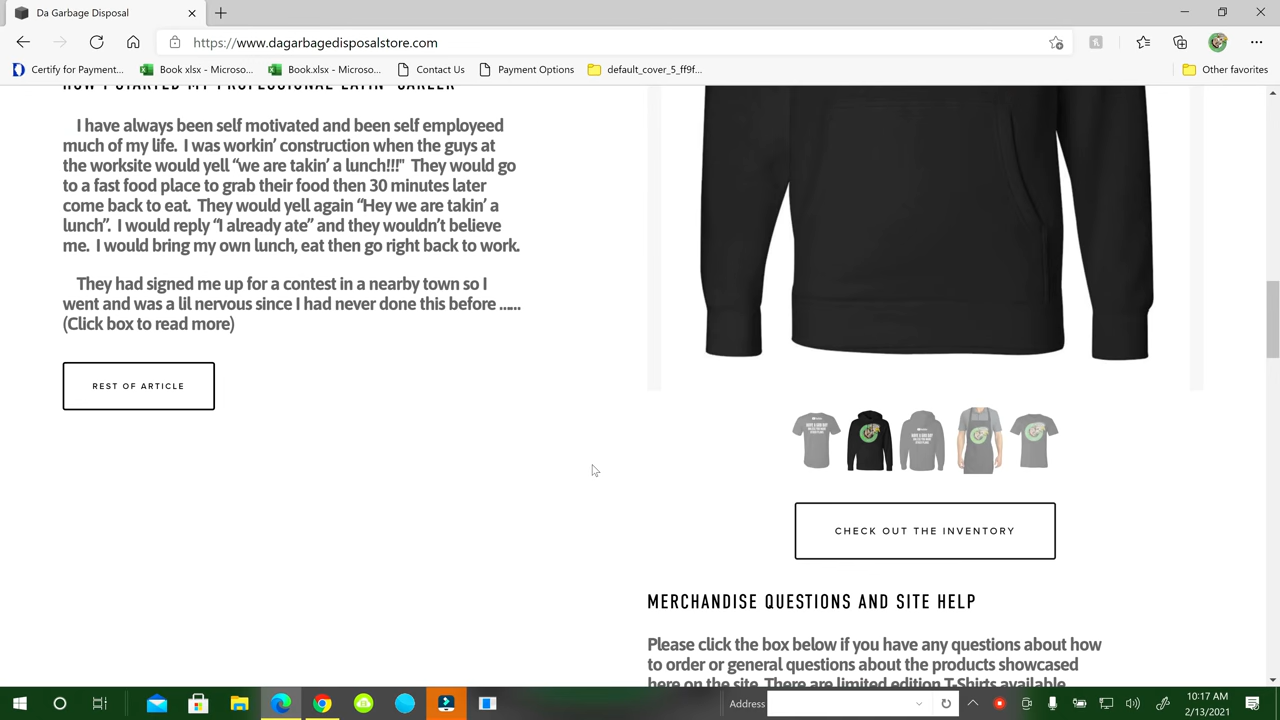 Da Garbage Disposal
https://www.dagarbagedisposalstore.com
Certify for Payment...
Book xlsx - Microso...
Book.xlsx - Microso...
Contact Us
Payment Options
default_cover_5_ff9f...
Other favorites
HOW I STARTED MY PROFESSIONAL EATIN' CAREER
I have always been self motivated and been self employeed
much of my life. I was workin’ construction when the guys at
the worksite would yell “we are takin’ a lunch!!!" They would go
to a fast food place to grab their food then 30 minutes later
come back to eat. They would yell again “Hey we are takin’ a
lunch”. I would reply “I already ate” and they wouldn’t believe
me. I would bring my own lunch, eat then go right back to work.
They had signed me up for a contest in a nearby town so I
went and was a lil nervous since I had never done this before ......
(Click box to read more)
REST OF ARTICLE
CHECK OUT THE INVENTORY
MERCHANDISE QUESTIONS AND SITE HELP
Please click the box below if you have any questions about how
to order or general questions about the products showcased
here on the site. There are limited edition T-Shirts available
Address
10:17 AM
2/13/2021